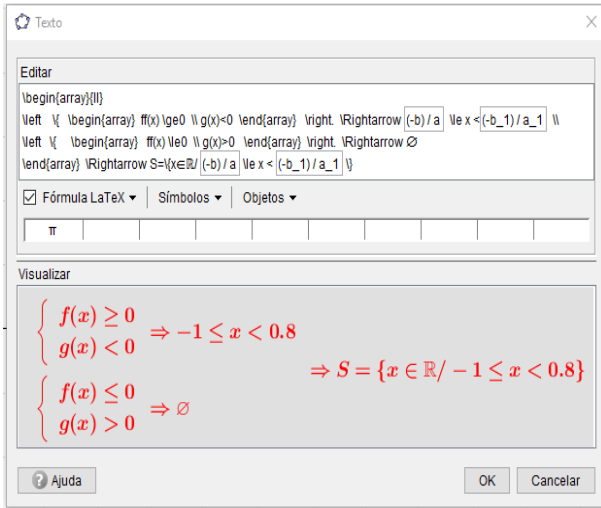 Texto
Editar
\begin{array}{ll}
\left \{ \begin{array} ff(x) \ge0 \\ g(x)<0 \end{array} \right. \Rightarrow (-b) / a \le x < (-b_1) / a_1 \\
\left \{ \begin{array} ff(x) \le0 \\ g(x)>0 \end{array} \right. \Rightarrow ∅
\end{array} \Rightarrow S=\{x∈ℝ/ (-b) / a \le x < (-b_1) / a_1 \}
Fórmula LaTeX Símbolos Objetos
π
Visualizar
f(x) ≥ 0
g(x) < 0
⇒ -1 ≤ x < 0.8
⇒ S = {x ∈ ℝ/ - 1 ≤ x < 0.8}
f(x) ≤ 0
g(x) > 0
⇒ ∅
Ajuda OK Cancelar